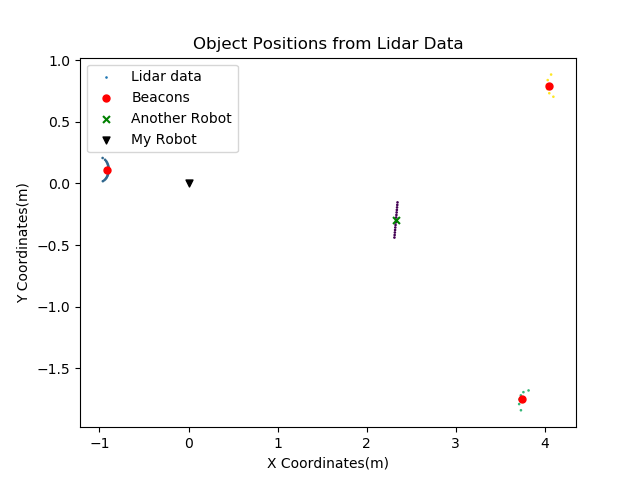 Object Positions from Lidar Data
Lidar data
Beacons
Another Robot
My Robot
1.0
0.5
0.0
−0.5
−1.0
−1.5
Y Coordinates(m)
−1 0 1 2 3 4
X Coordinates(m)